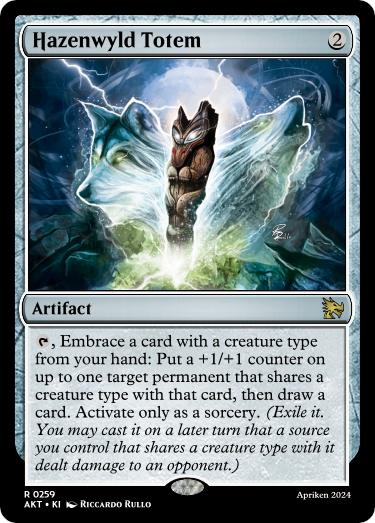 Hazenwyld Totem 2
Artifact
, Embrace a card with a creature type
from your hand: Put a +1/+1 counter on
up to one target permanent that shares a
creature type with that card, then draw a
card. Activate only as a sorcery. (Exile it.
You may cast it on a later turn that a source
you control that shares a creature type with it
dealt damage to an opponent.)
R 0259
AKT • KI Riccardo Rullo
Apriken 2024